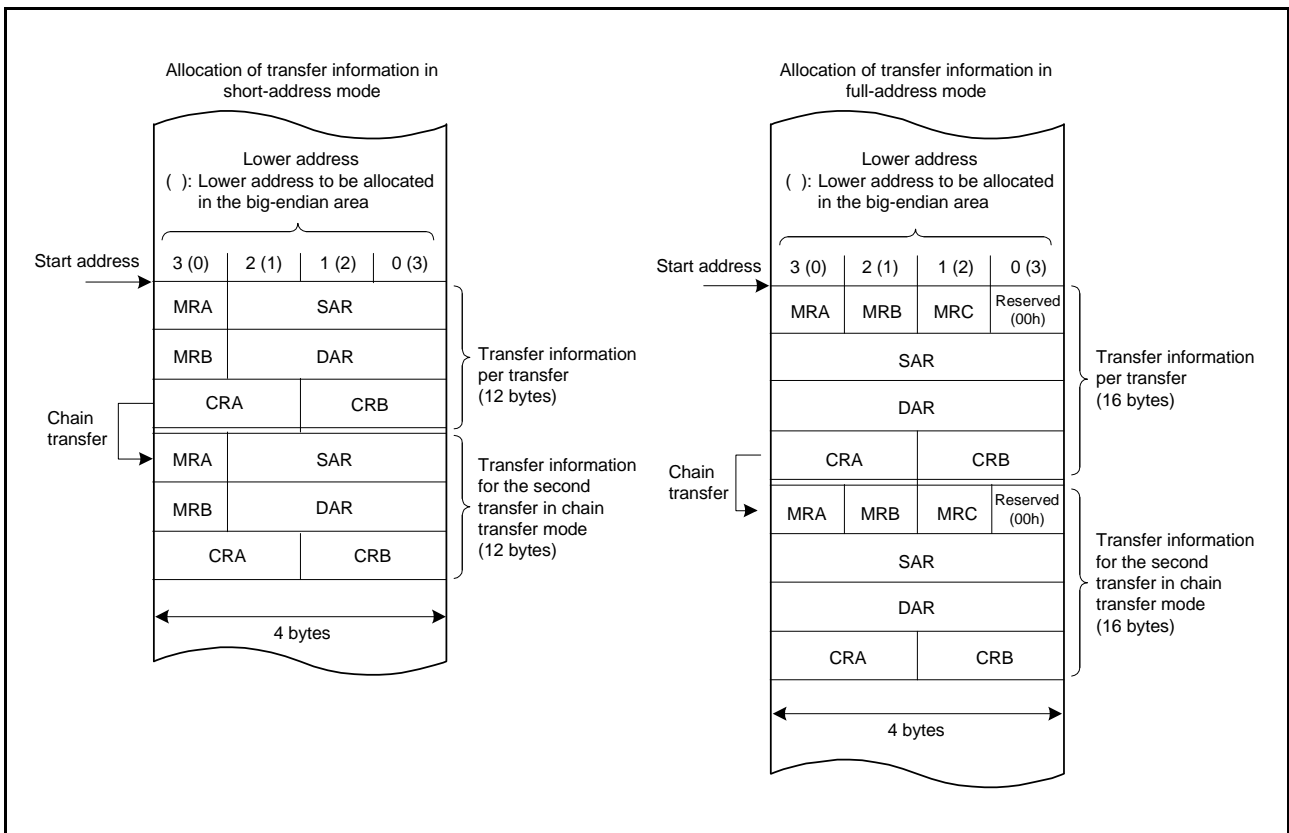 Allocation of transfer information in
short-address mode
Lower address
( ): Lower address to be allocated
in the big-endian area
Start address
3 (0) 2 (1) 1 (2) 0 (3)
MRA SAR
MRB DAR
CRA CRB
Transfer information
per transfer
(12 bytes)
Chain
transfer
MRA SAR
MRB DAR
CRA CRB
Transfer information
for the second
transfer in chain
transfer mode
(12 bytes)
4 bytes
Allocation of transfer information in
full-address mode
Lower address
( ): Lower address to be allocated
in the big-endian area
Start address
3 (0) 2 (1) 1 (2) 0 (3)
MRA MRB MRC Reserved
(00h)
SAR
DAR
CRA CRB
Transfer information
per transfer
(16 bytes)
Chain
transfer
MRA MRB MRC Reserved
(00h)
SAR
DAR
CRA CRB
Transfer information
for the second
transfer in chain
transfer mode
(16 bytes)
4 bytes